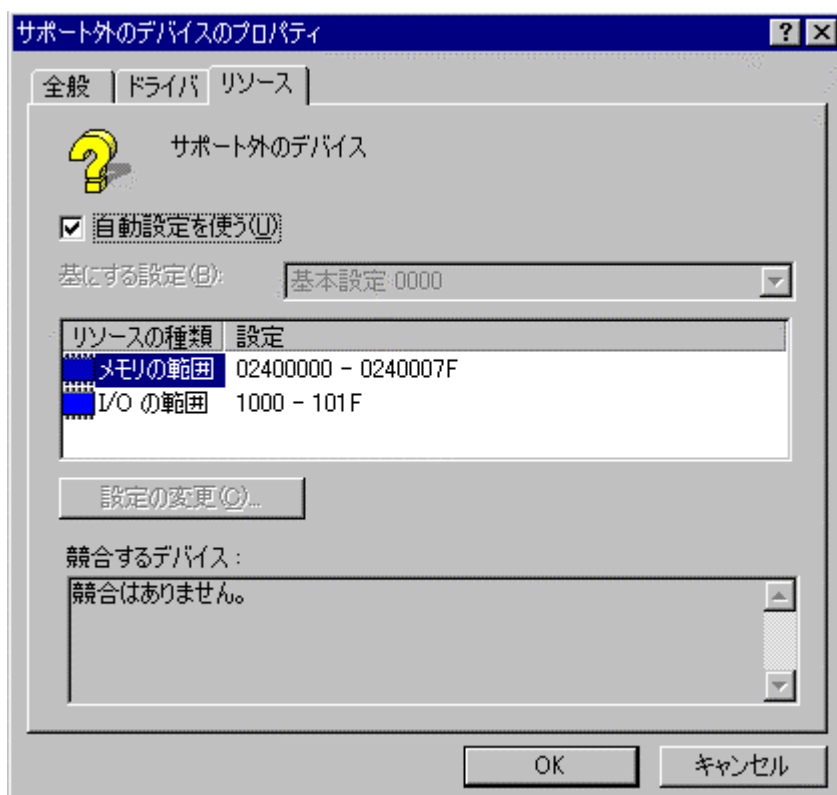 サポート外のデバイスのプロパティ
全般 ドライバ リソース
サポート外のデバイス
自動設定を使う(U)
基にする設定(B): 基本設定 0000
リソースの種類 設定
メモリの範囲 02400000 - 0240007F
I/O の範囲 1000 - 101F
設定の変更(C)...
競合するデバイス:
競合はありません。
OK キャンセル